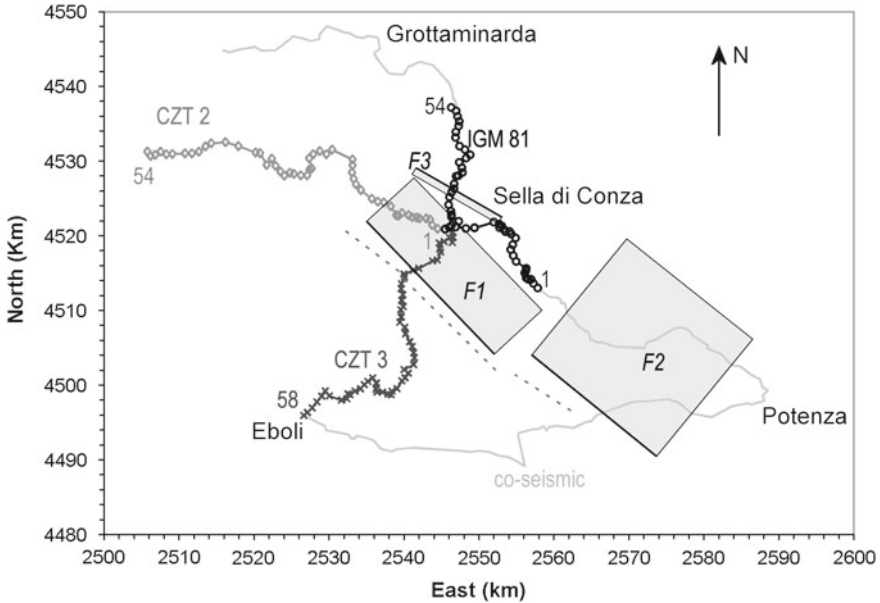 4550
Grottaminarda
N
4540
54
CZT 2
IGM 81
4530
F3
54
Sella di Conza
4520
1
1
4510
F1
F2
CZT 3
4500
58
Potenza
Eboli
4490
co-seismic
4480
2500 2510 2520 2530 2540 2550 2560 2570 2580 2590 2600
North (Km)
East (km)